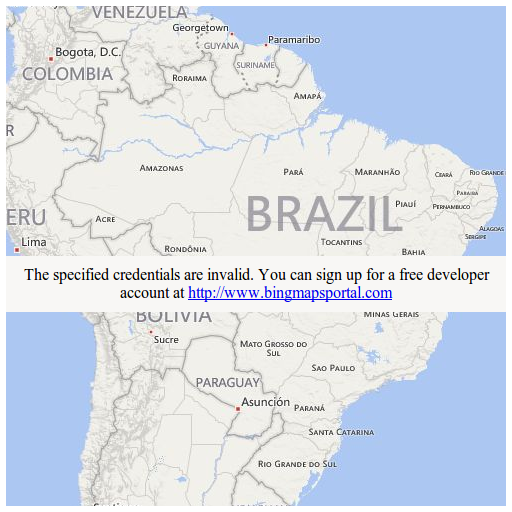 VENEZUELA
Georgetown
Paramaribo
Bogota, D.C.
GUYANA
COLOMBIA
SURINAME
RORAIMA
AMAPÁ
R
AMAZONAS
PARÁ
MARANHÃO
CEARÁ
RIO GRANDE
PARAIBA
PIAUÍ
PERNAMBUCO
ERU
ACRE
BRAZIL
ALAGOAS
SERGIPE
Lima
RONDÔNIA
TOCANTINS
BAHIA
The specified credentials are invalid. You can sign up for a free developer
account at http://www.bingmapsportal.com
BOLIVIA
MINAS GERAIS
Sucre
MATO GROSSO DO
SUL
SAO PAULO
PARAGUAY
Asunción
PARANÁ
SANTA CATARINA
RIO GRANDE DO SUL